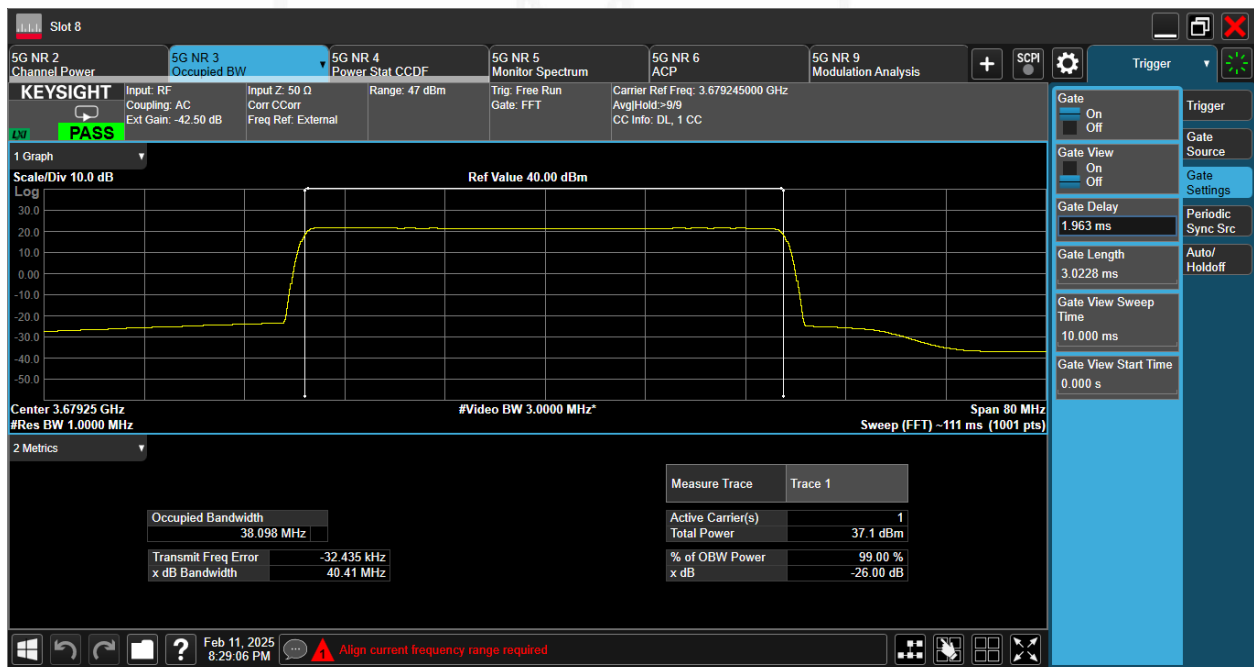 Slot 8
5G NR 2
Channel Power
5G NR 3
Occupied BW
5G NR 4
Power Stat CCDF
5G NR 5
Monitor Spectrum
5G NR 6
ACP
5G NR 9
Modulation Analysis
SCPI
Trigger
KEYSIGHT
LXI
PASS
Input: RF
Coupling: AC
Ext Gain: -42.50 dB
Input Z: 50 Ω
Corr CCorr
Freq Ref: External
Range: 47 dBm
Trig: Free Run
Gate: FFT
Carrier Ref Freq: 3.679245000 GHz
Avg|Hold:>9/9
CC Info: DL, 1 CC
1 Graph
Scale/Div 10.0 dB
Ref Value 40.00 dBm
Log
30.0
20.0
10.0
0.00
-10.0
-20.0
-30.0
-40.0
-50.0
Center 3.67925 GHz
#Video BW 3.0000 MHz*
Span 80 MHz
#Res BW 1.0000 MHz
Sweep (FFT) ~111 ms (1001 pts)
2 Metrics
Measure Trace
Trace 1
Occupied Bandwidth
38.098 MHz
Active Carrier(s)
1
Total Power
37.1 dBm
Transmit Freq Error
-32.435 kHz
% of OBW Power
99.00 %
x dB Bandwidth
40.41 MHz
x dB
-26.00 dB
Gate
On
Off
Gate View
On
Off
Gate Delay
1.963 ms
Gate Length
3.0228 ms
Gate View Sweep
Time
10.000 ms
Gate View Start Time
0.000 s
Trigger
Gate
Source
Gate
Settings
Periodic
Sync Src
Auto/
Holdoff
?
Feb 11, 2025
8:29:06 PM
1
Align current frequency range required